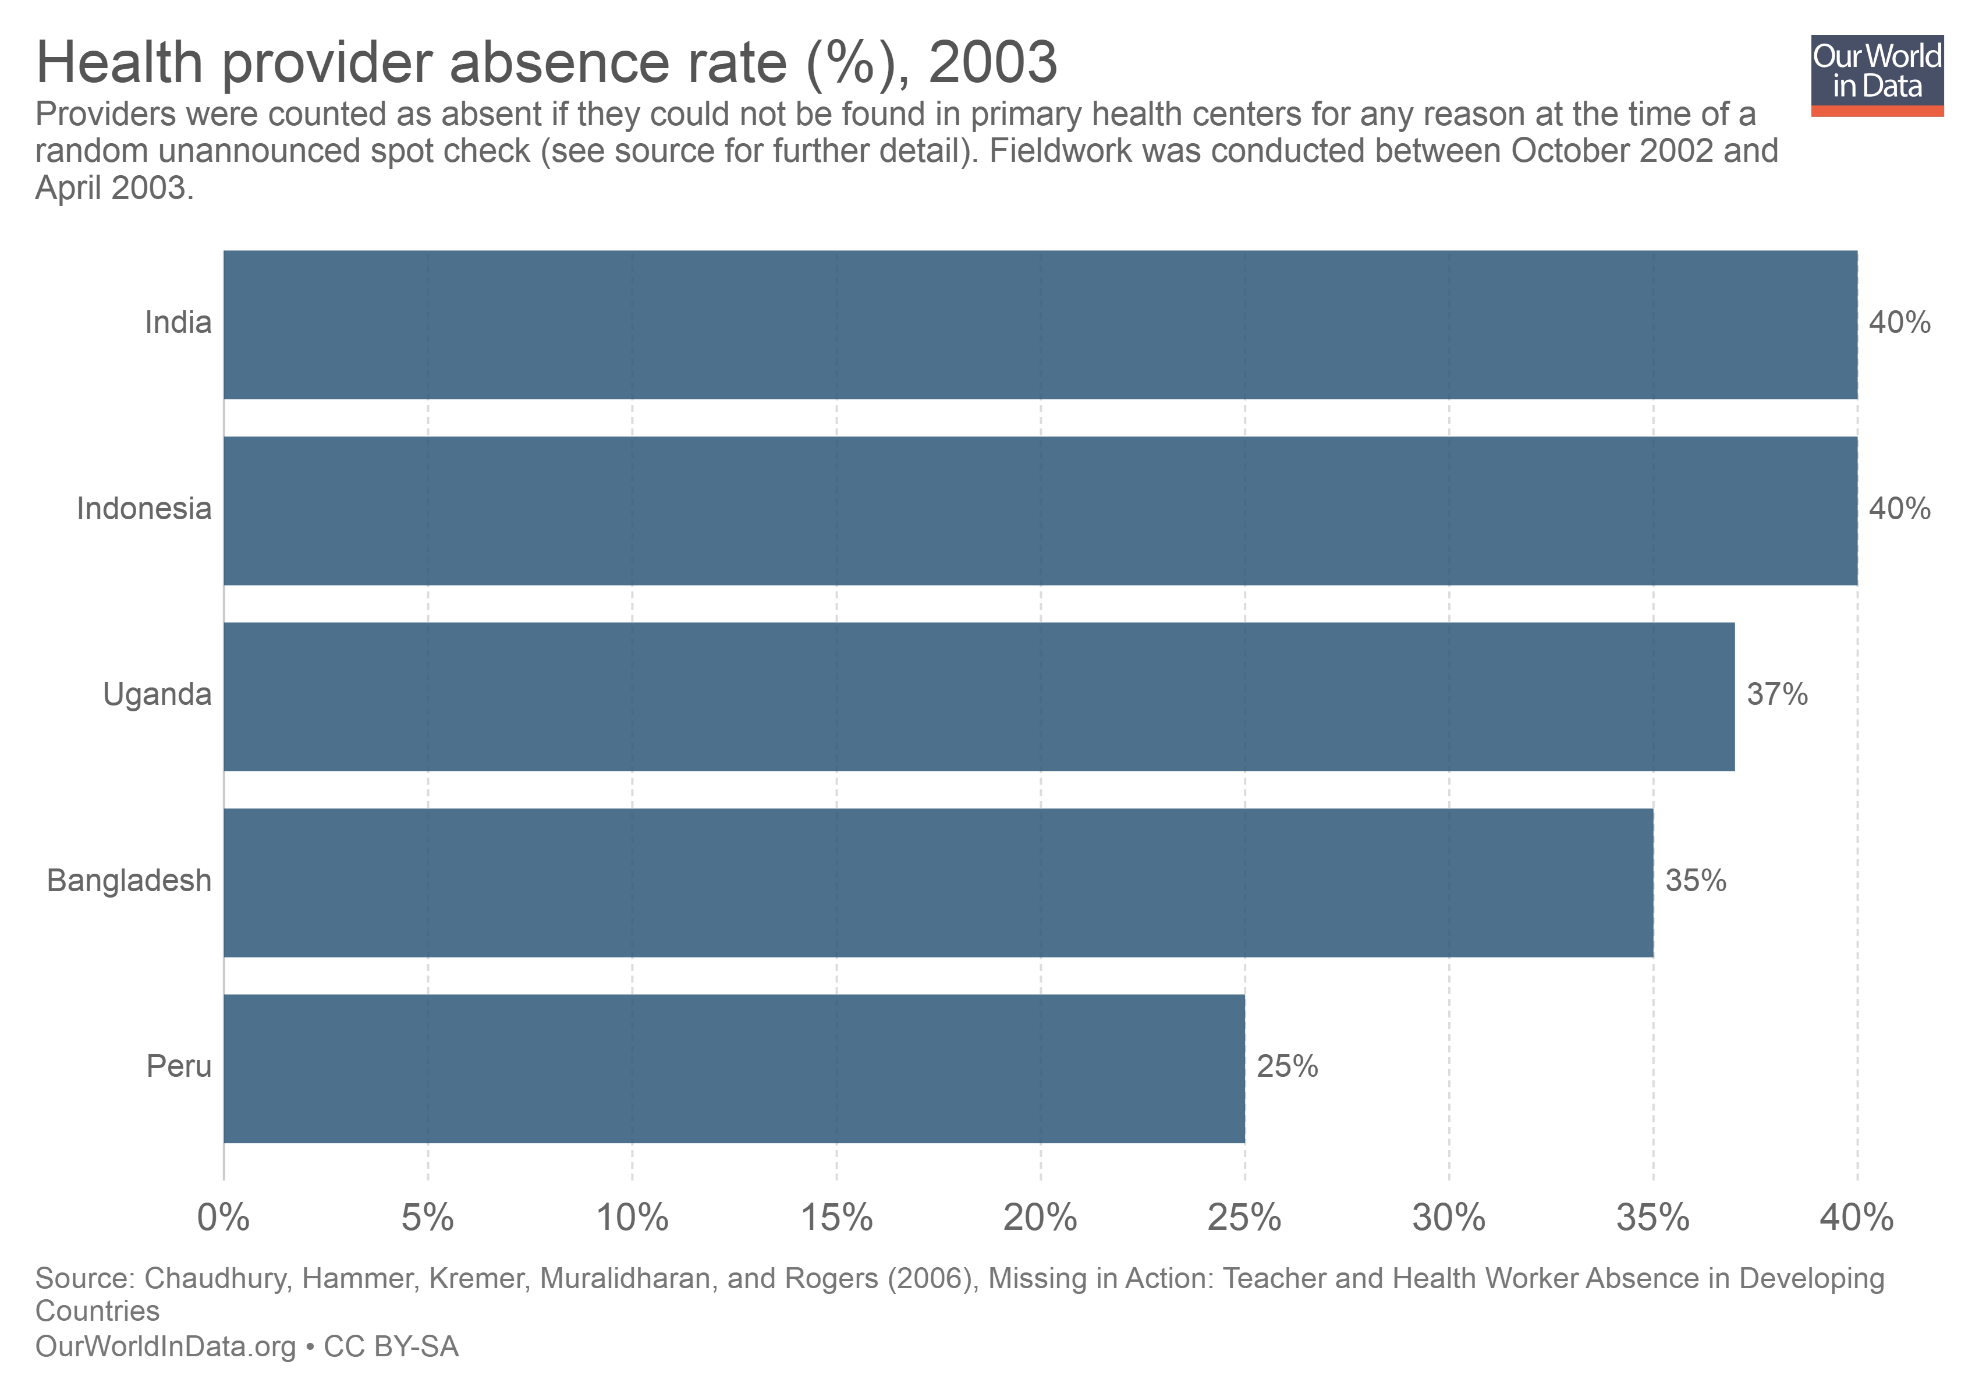 Health provider absence rate (%), 2003
Our World
in Data
Providers were counted as absent if they could not be found in primary health centers for any reason at the time of a
random unannounced spot check (see source for further detail). Fieldwork was conducted between October 2002 and
April 2003.
India 40%
Indonesia 40%
Uganda 37%
Bangladesh 35%
Peru 25%
0% 5% 10% 15% 20% 25% 30% 35% 40%
Source: Chaudhury, Hammer, Kremer, Muralidharan, and Rogers (2006), Missing in Action: Teacher and Health Worker Absence in Developing
Countries
OurWorldInData.org • CC BY-SA